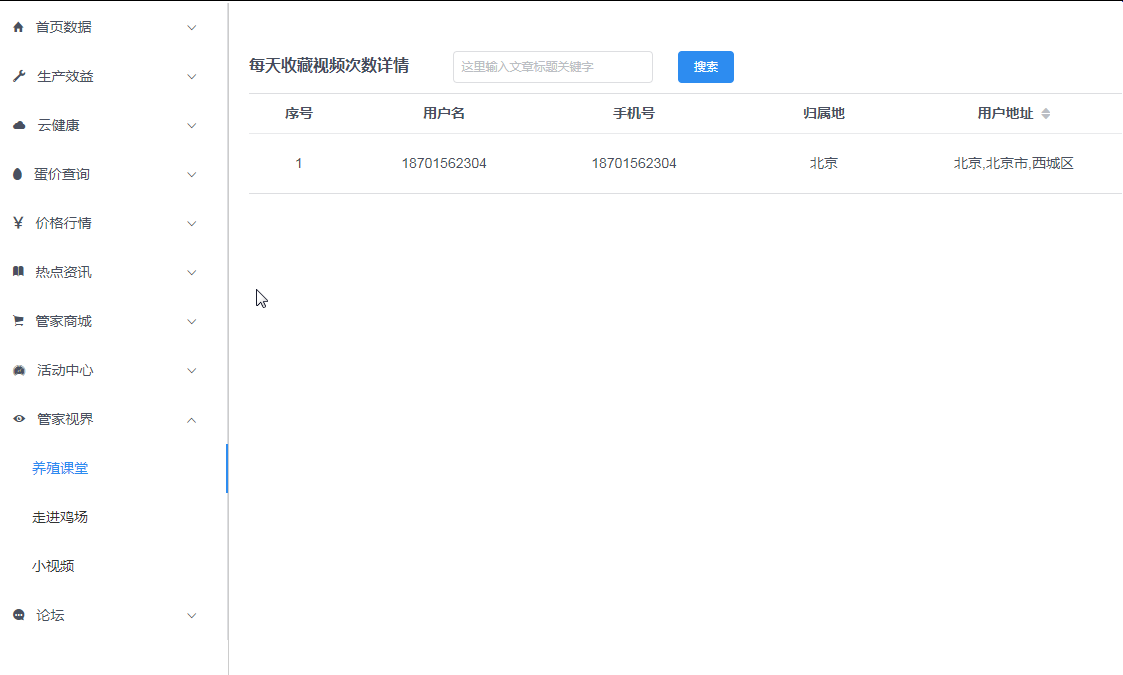 首页数据
生产效益
云健康
蛋价查询
价格行情
热点资讯
管家商城
活动中心
管家视界
养殖课堂
走进鸡场
小视频
论坛
每天收藏视频次数详情 这里输入文章标题关键字 搜索
序号 用户名 手机号 归属地 用户地址
1 18701562304 18701562304 北京 北京,北京市,西城区